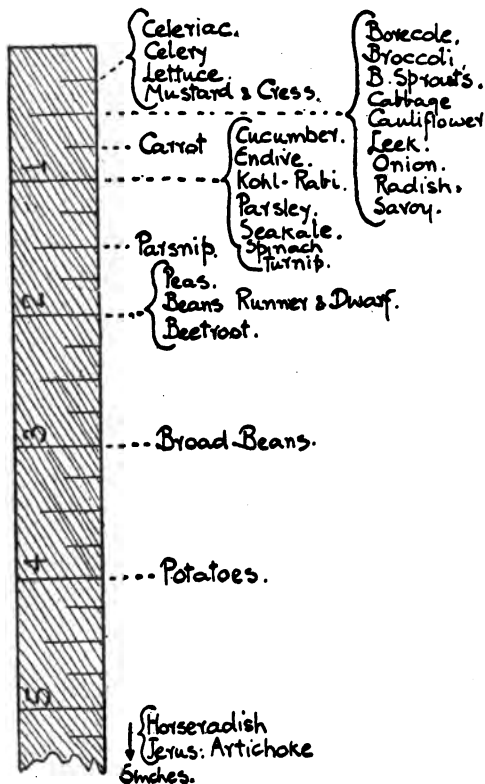 Celeriac.
Celery
Lettuce.
Mustard & Cress.
Borecole.
Broccoli.
B. Sprouts.
Cabbage
Cauliflower
Leek.
Onion.
Radish.
Savoy.
Carrot
1
Cucumber.
Endive.
Kohl-Rabi.
Parsley.
Seakale.
Spinach
Turnip.
Parsnip.
2
Peas.
Beans Runner & Dwarf.
Beetroot.
3
Broad Beans.
4
Potatoes.
5
Horseradish
Jerus: Artichoke
5inches.